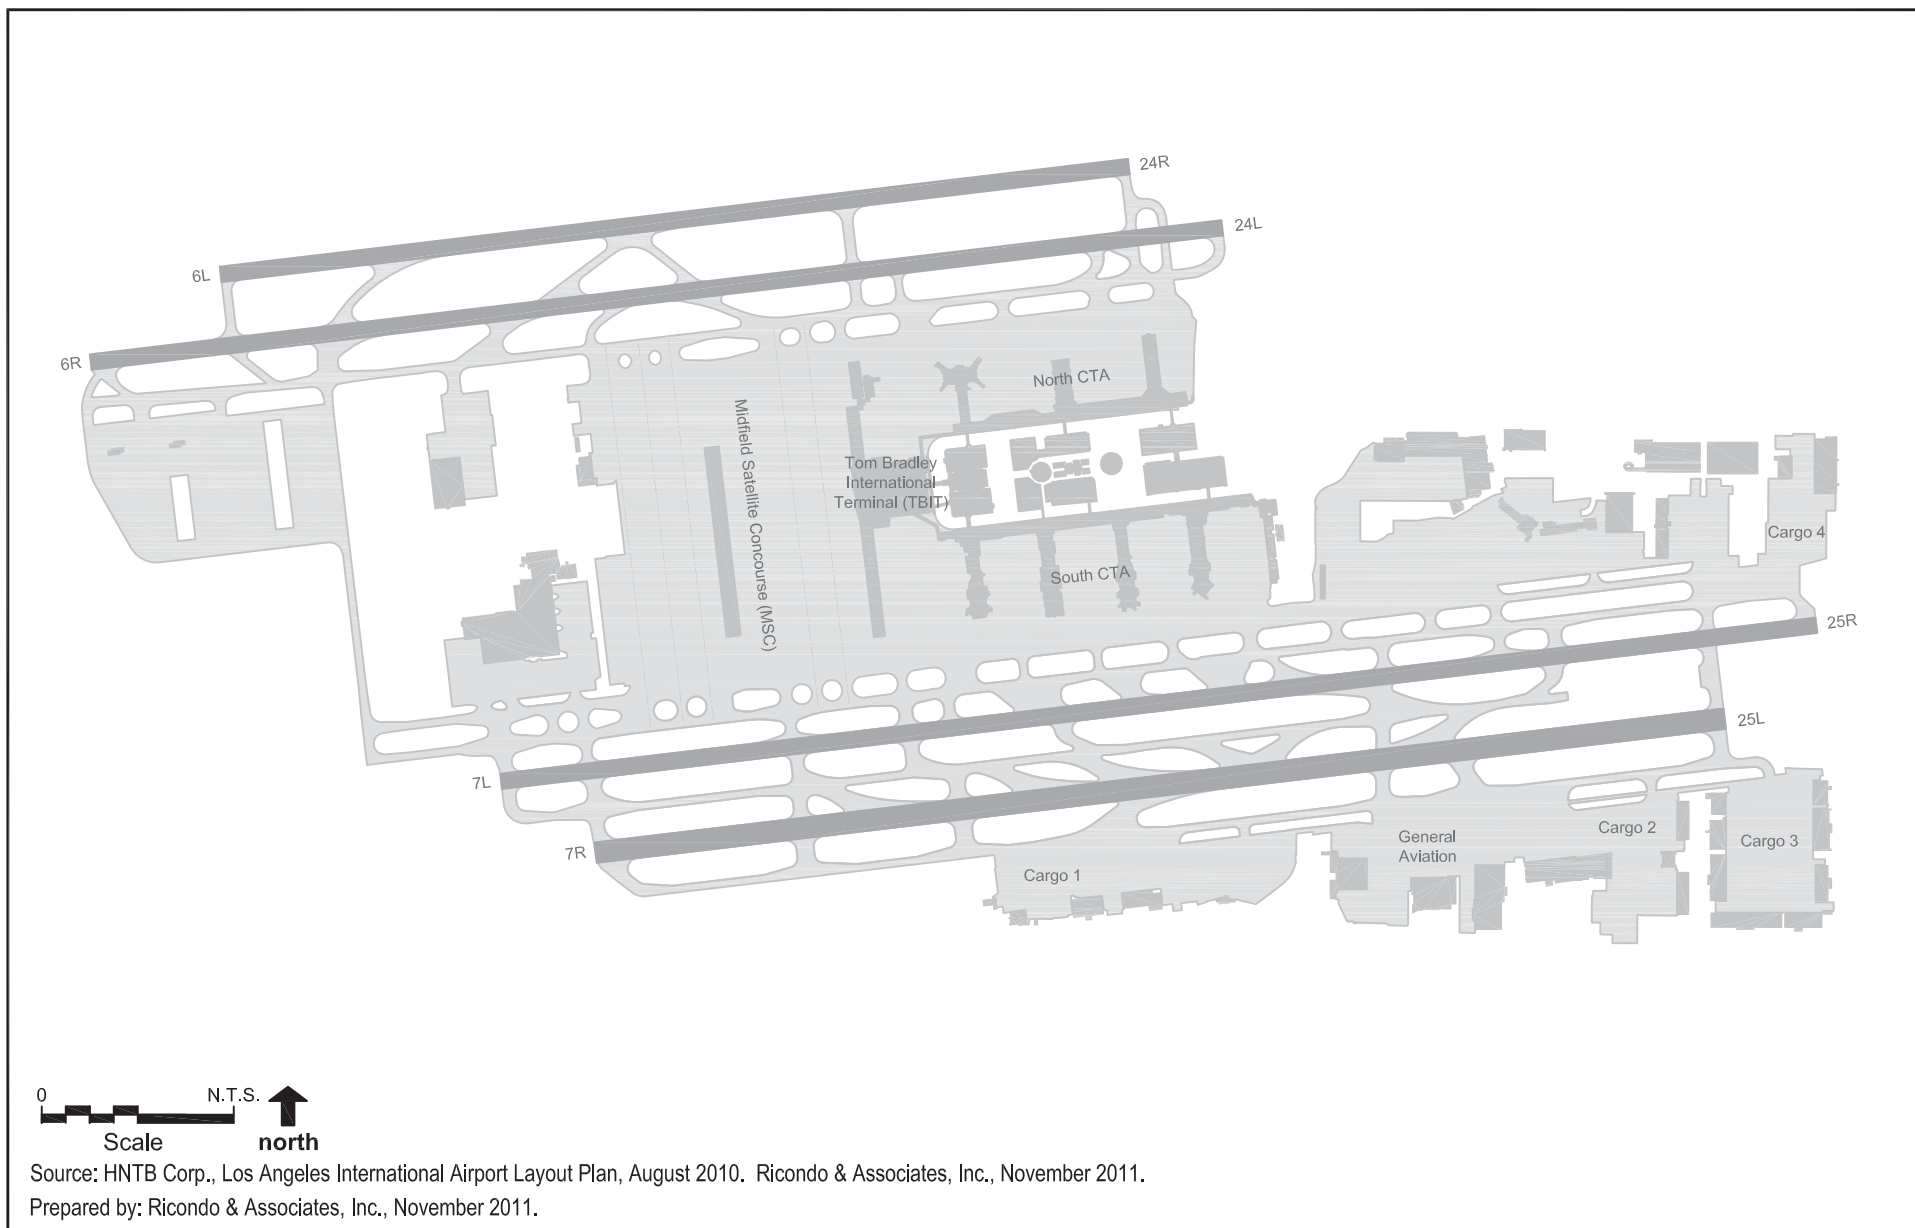 24R
24L
6L
6R
North CTA
Midfield Satellite Concourse (MSC)
Tom Bradley
International
Terminal (TBIT)
South CTA
Cargo 4
25R
25L
7L
7R
General
Aviation
Cargo 2
Cargo 3
Cargo 1
0 N.T.S.
Scale north
Source: HNTB Corp., Los Angeles International Airport Layout Plan, August 2010. Ricondo & Associates, Inc., November 2011.
Prepared by: Ricondo & Associates, Inc., November 2011.